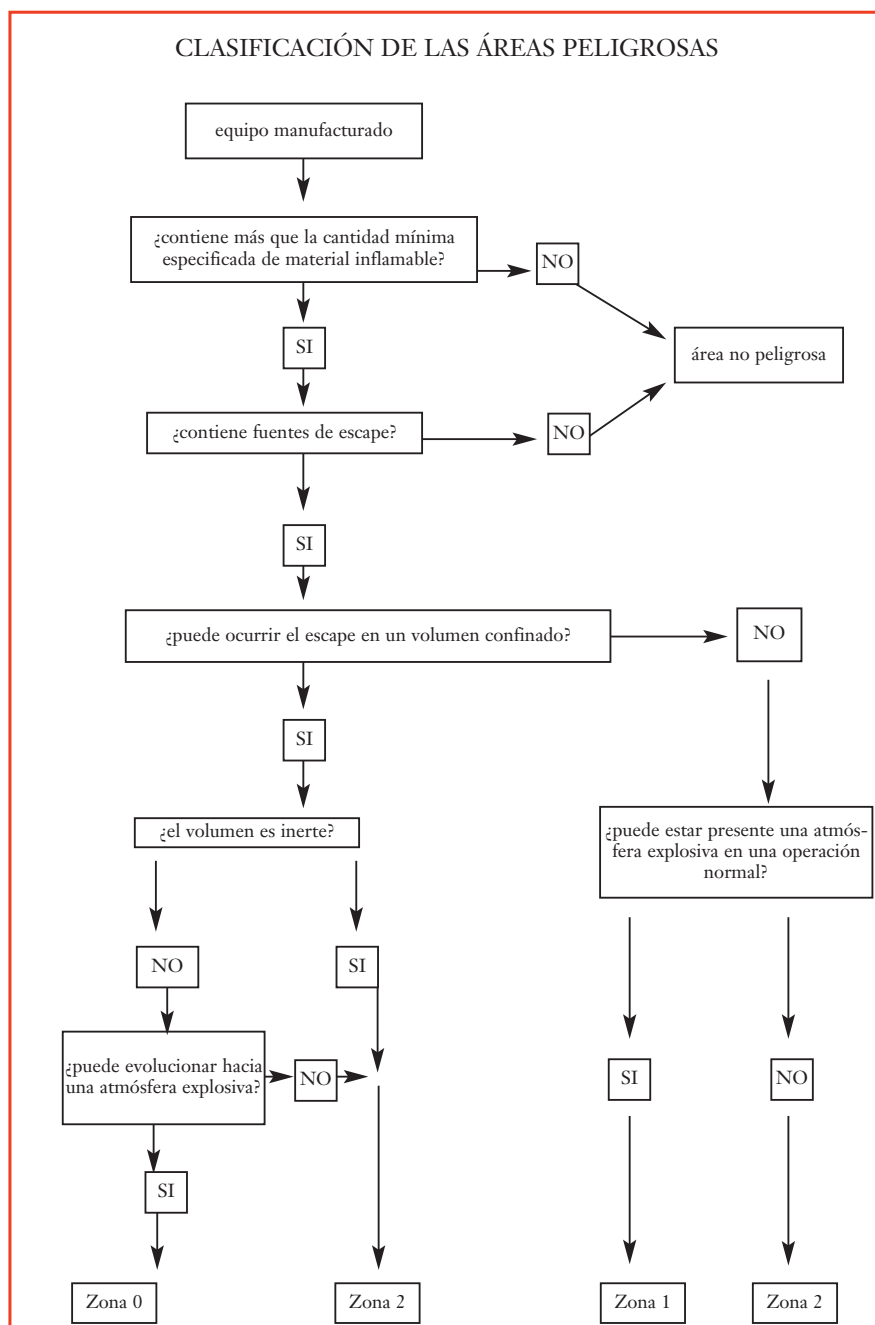 CLASIFICACIÓN DE LAS ÁREAS PELIGROSAS
equipo manufacturado
¿contiene más que la cantidad mínima
especificada de material inflamable?
NO
SI
área no peligrosa
¿contiene fuentes de escape?
NO
SI
¿puede ocurrir el escape en un volumen confinado?
NO
SI
¿el volumen es inerte?
¿puede estar presente una atmós-
fera explosiva en una operación
normal?
NO
SI
¿puede evolucionar hacia
una atmósfera explosiva?
NO
SI
NO
SI
Zona 0
Zona 2
Zona 1
Zona 2